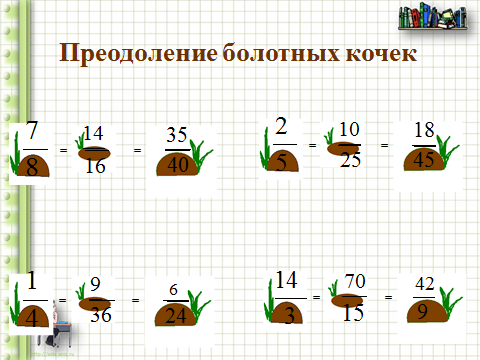 Преодоление болотных кочек
7/8 = 14/16 = 35/40
2/5 = 10/25 = 18/45
1/4 = 9/36 = 6/24
14/3 = 70/15 = 42/9